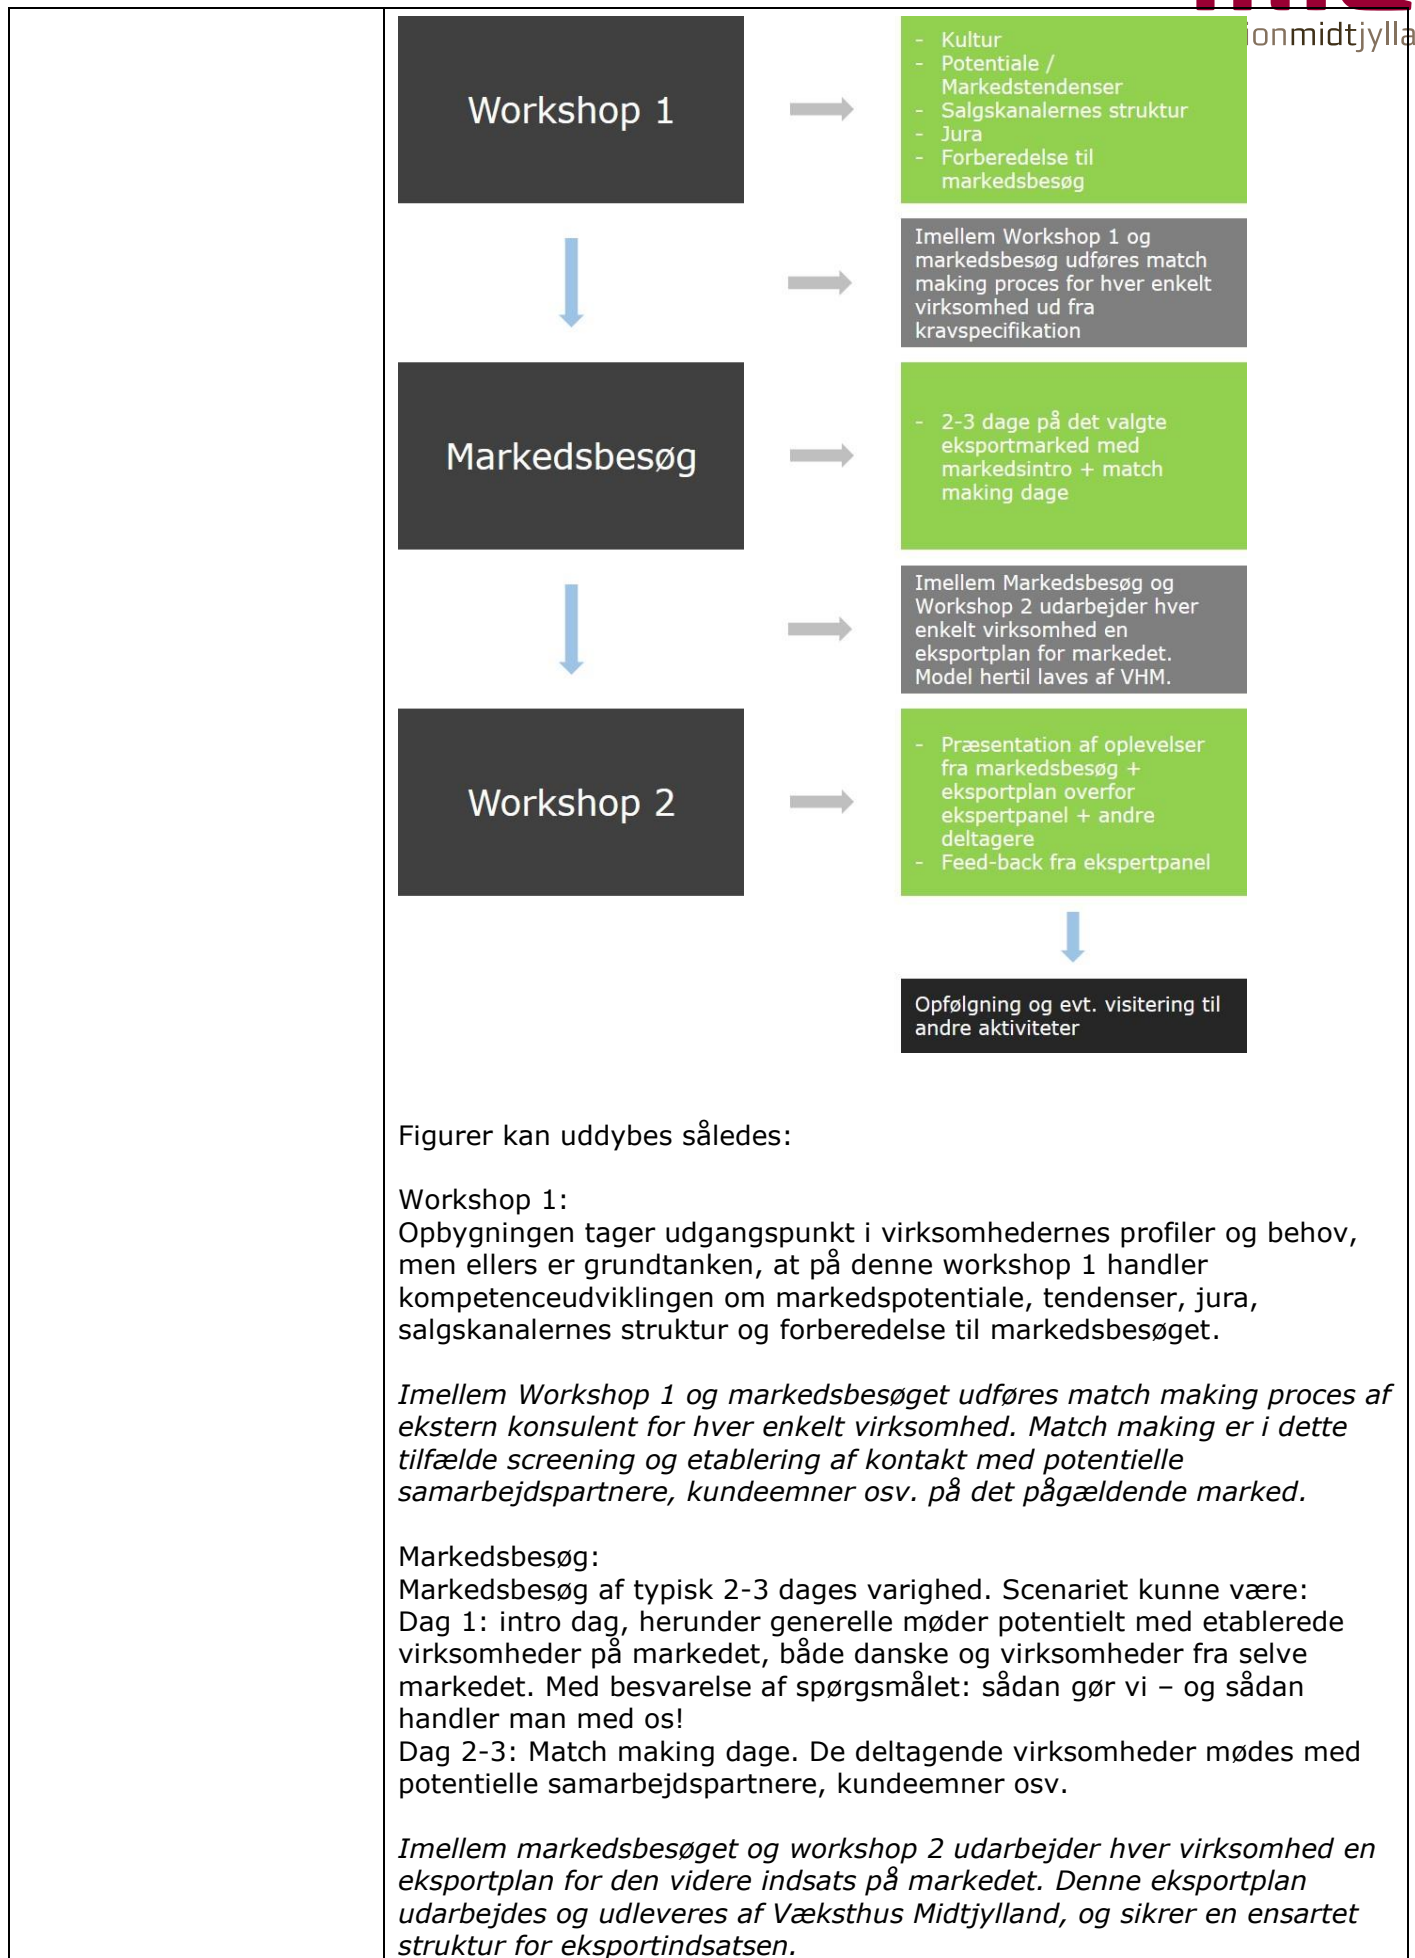 ionmidtjylla
Workshop 1
- Kultur
- Potentiale /
Markedstendenser
- Salgskanalernes struktur
- Jura
- Forberedelse til
markedsbesøg
Imellem Workshop 1 og
markedsbesøg udføres match
making proces for hver enkelt
virksomhed ud fra
kravspecifikation
Markedsbesøg
- 2-3 dage på det valgte
eksportmarked med
markedsintro + match
making dage
Imellem Markedsbesøg og
Workshop 2 udarbejder hver
enkelt virksomhed en
eksportplan for markedet.
Model hertil laves af VHM.
Workshop 2
- Præsentation af oplevelser
fra markedsbesøg +
eksportplan overfor
ekspertpanel + andre
deltagere
- Feed-back fra ekspertpanel
Opfølgning og evt. visitering til
andre aktiviteter
Figurer kan uddybes således:
Workshop 1:
Opbygningen tager udgangspunkt i virksomhedernes profiler og behov,
men ellers er grundtanken, at på denne workshop 1 handler
kompetenceudviklingen om markedspotentiale, tendenser, jura,
salgskanalernes struktur og forberedelse til markedsbesøget.
Imellem Workshop 1 og markedsbesøget udføres match making proces af
ekstern konsulent for hver enkelt virksomhed. Match making er i dette
tilfælde screening og etablering af kontakt med potentielle
samarbejdspartnere, kundeemner osv. på det pågældende marked.
Markedsbesøg:
Markedsbesøg af typisk 2-3 dages varighed. Scenariet kunne være:
Dag 1: intro dag, herunder generelle møder potentielt med etablerede
virksomheder på markedet, både danske og virksomheder fra selve
markedet. Med besvarelse af spørgsmålet: sådan gør vi – og sådan
handler man med os!
Dag 2-3: Match making dage. De deltagende virksomheder mødes med
potentielle samarbejdspartnere, kundeemner osv.
Imellem markedsbesøget og workshop 2 udarbejder hver virksomhed en
eksportplan for den videre indsats på markedet. Denne eksportplan
udarbejdes og udleveres af Væksthus Midtjylland, og sikrer en ensartet
struktur for eksportindsatsen.